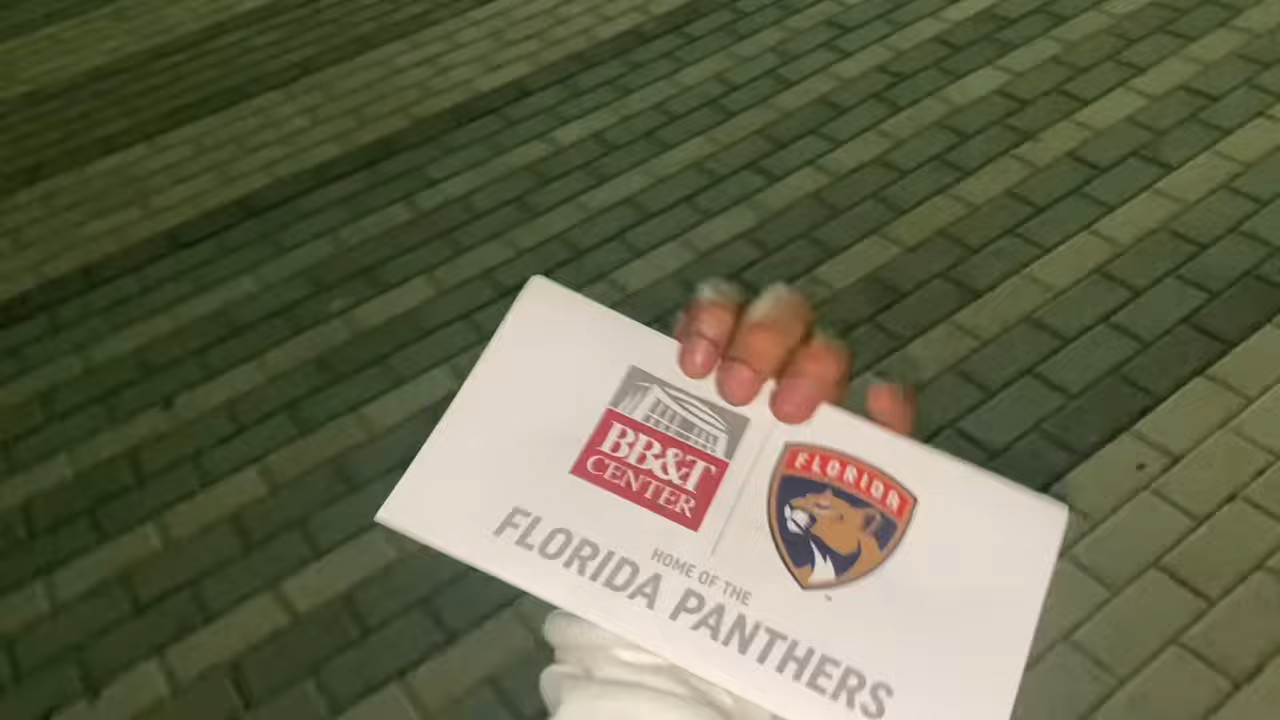 BB&T
CENTER
FLORIDA
HOME OF THE
FLORIDA PANTHERS